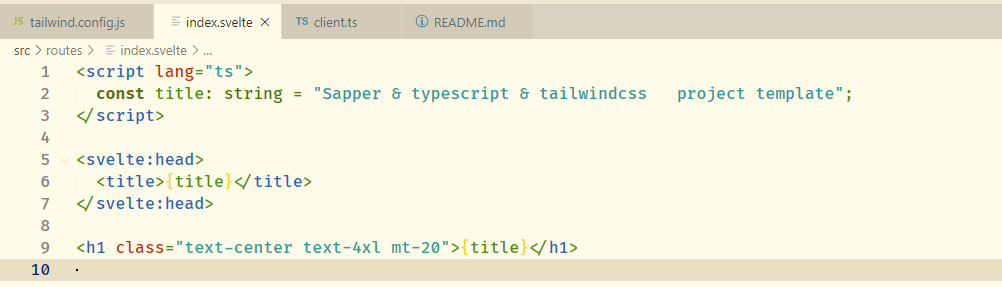 JS tailwind.config.js index.svelte × TS client.ts ⓘ README.md
src > routes > index.svelte > ...
1 <script lang="ts">
2 const title: string = "Sapper & typescript & tailwindcss   project template";
3 </script>
4
5 <svelte:head>
6 <title>{title}</title>
7 </svelte:head>
8
9 <h1 class="text-center text-4xl mt-20">{title}</h1>
10 ·